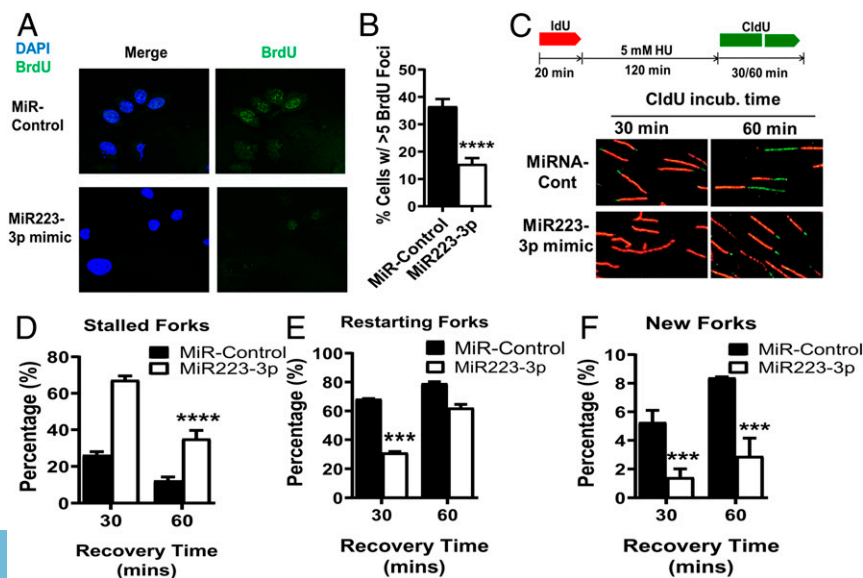 A
DAPI
BrdU
Merge
BrdU
MiR-
Control
MiR223-
3p mimic
B
% Cells w/ >5 BrdU Foci
50
40
30
20
10
0
****
MiR-Control
MiR223-3p
C
IdU
CldU
5 mM HU
20 min
120 min
30/60 min
CldU incub. time
30 min
60 min
MiRNA-
Cont
MiR223-
3p mimic
D
Stalled Forks
MiR-Control
MiR223-3p
Percentage (%)
80
60
40
20
0
****
30
60
Recovery Time
(mins)
E
Restarting Forks
MiR-Control
MiR223-3p
Percentage (%)
100
80
60
40
20
0
***
30
60
Recovery Time
(mins)
F
New Forks
MiR-Control
MiR223-3p
Percentage (%)
10
8
6
4
2
0
***
***
30
60
Recovery Time
(mins)